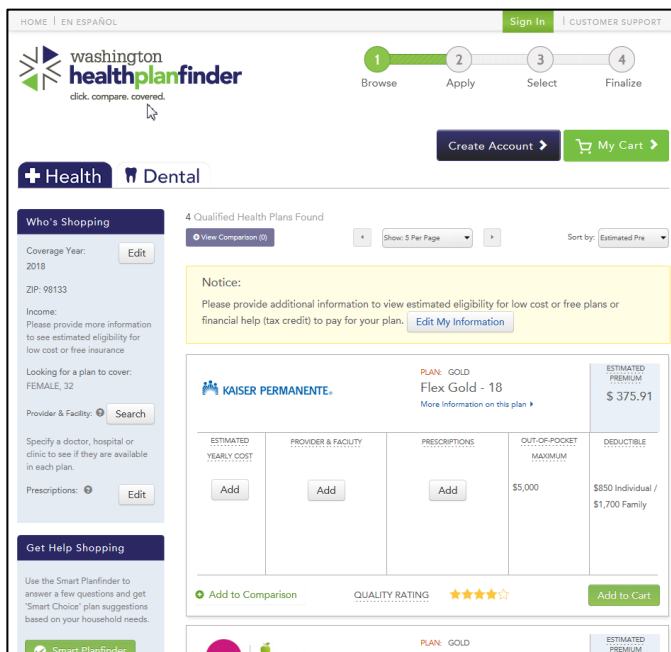 HOME | EN ESPAÑOL
Sign In | CUSTOMER SUPPORT
washington
healthplanfinder
click. compare. covered.
1 2 3 4
Browse Apply Select Finalize
Create Account
My Cart
Health
Dental
Who's Shopping
Coverage Year:
2018
Edit
ZIP: 98133
Income:
Please provide more information
to see estimated eligibility for
low cost or free insurance
Looking for a plan to cover:
FEMALE, 32
Provider & Facility: ? Search
Specify a doctor, hospital or
clinic to see if they are available
in each plan.
Prescriptions: ? Edit
Get Help Shopping
Use the Smart Planfinder to
answer a few questions and get
'Smart Choice' plan suggestions
based on your household needs.
Smart Planfinder
4 Qualified Health Plans Found
View Comparison (0)
Show: 5 Per Page
Sort by: Estimated Pre
Notice:
Please provide additional information to view estimated eligibility for low cost or free plans or
financial help (tax credit) to pay for your plan. Edit My Information
KAISER PERMANENTE®
PLAN: GOLD
Flex Gold - 18
More Information on this plan
ESTIMATED
PREMIUM
$ 375.91
ESTIMATED
YEARLY COST
Add
PROVIDER & FACILITY
Add
PRESCRIPTIONS
Add
OUT-OF-POCKET
MAXIMUM
$5,000
DEDUCTIBLE
$850 Individual /
$1,700 Family
Add to Comparison
QUALITY RATING
Add to Cart
PLAN: GOLD
ESTIMATED
PREMIUM